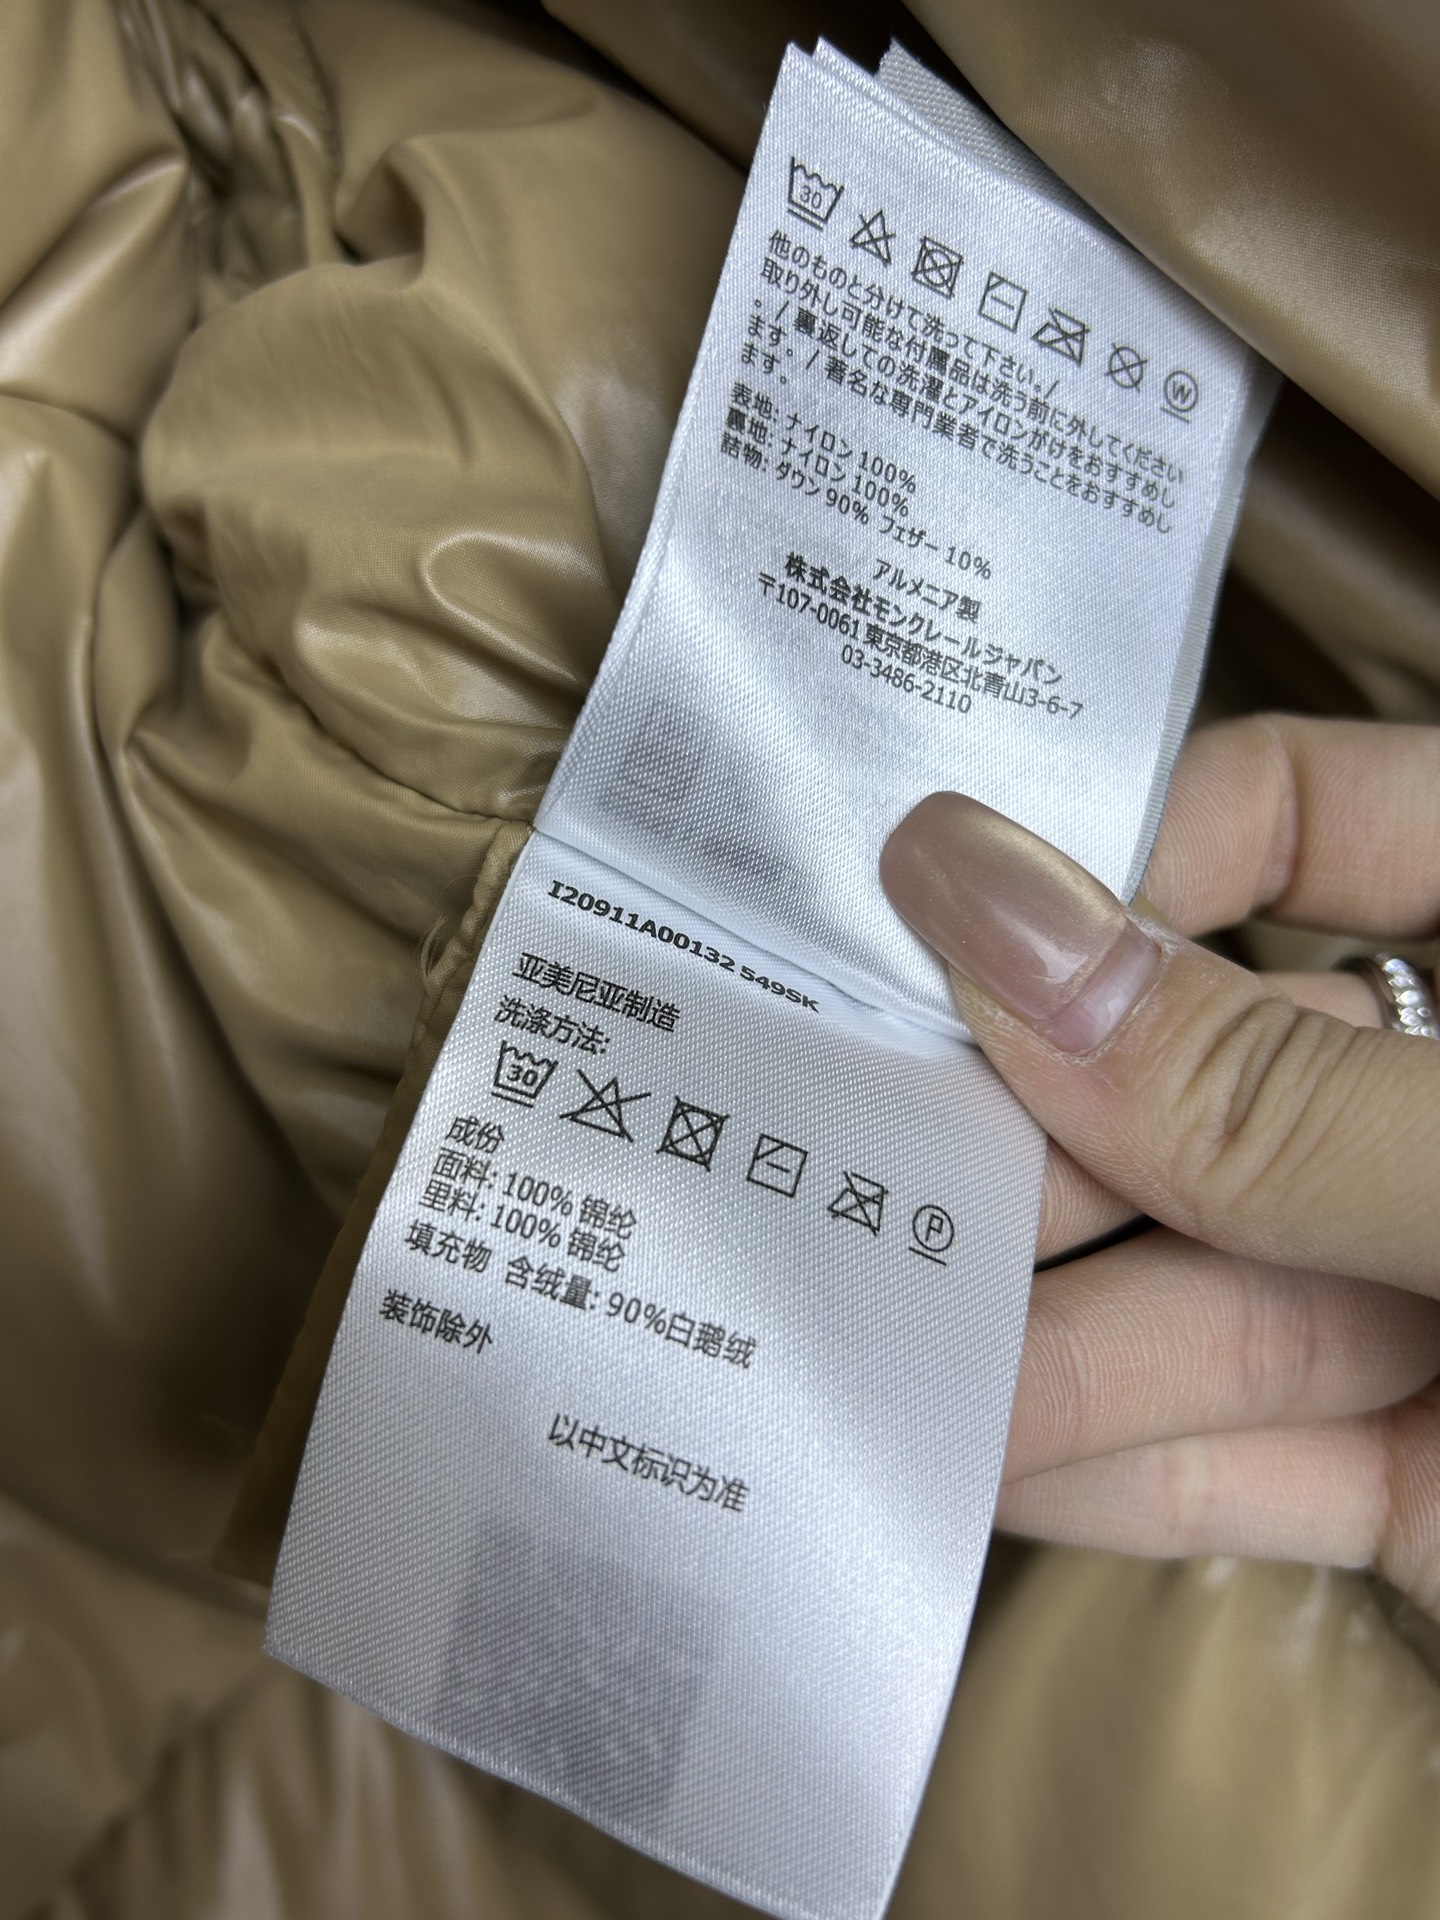 30
W
他のものと分けて洗って下さい。/
取り外し可能な付属品は洗う前に外してください
。/ 裏返しての洗濯とアイロンがけをおすすめし
ます。/ 著名な専門業者で洗うことをおすすめし
ます。
表地: ナイロン 100%
裏地: ナイロン 100%
詰物: ダウン 90% フェザー 10%
アルメニア製
株式会社モンクレールジャパン
〒107-0061 東京都港区北青山3-6-7
03-3486-2110
I20911A00132 549SK
亚美尼亚制造
洗涤方法:
30
P
成份
面料: 100% 锦纶
里料: 100% 锦纶
填充物 含绒量: 90%白鹅绒
装饰除外
以中文标识为准